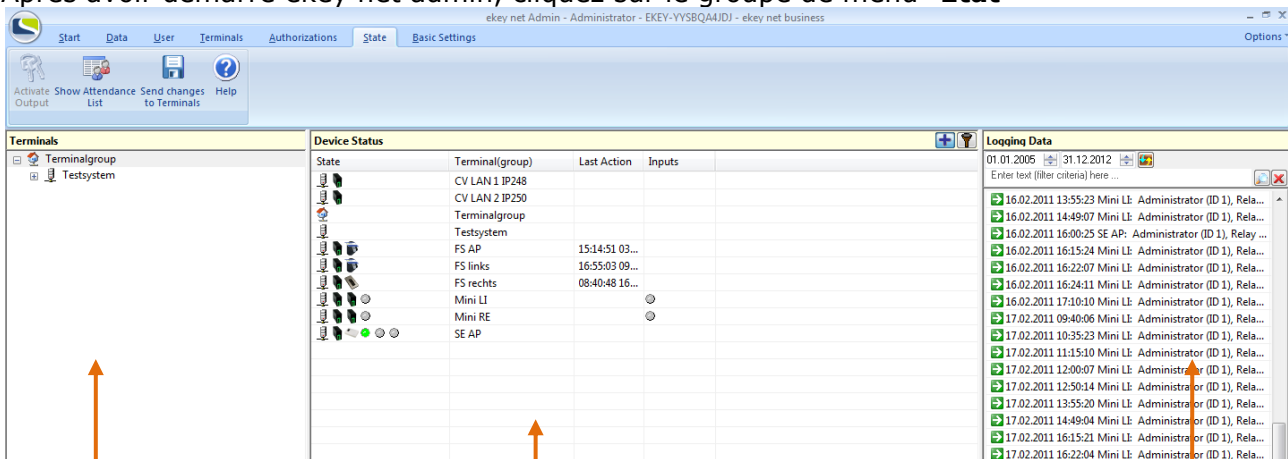 Après avoir démarré ekey net admin, cliquez sur le groupe de menu "Etat"
ekey net Admin - Administrator - EKEY-YYSBQA4JDJ - ekey net business
Start Data User Terminals Authorizations State Basic Settings Options
Activate Output
Show Attendance List
Send changes to Terminals
Help
Terminals
Terminalgroup
Testsystem
Device Status
State Terminal(group) Last Action Inputs
CV LAN 1 IP248
CV LAN 2 IP250
Terminalgroup
Testsystem
FS AP 15:14:51 03...
FS links 16:55:03 09...
FS rechts 08:40:48 16...
Mini LI
Mini RE
SE AP
Logging Data
01.01.2005 31.12.2012
Enter text (filter criteria) here ...
16.02.2011 13:55:23 Mini LI: Administrator (ID 1), Rela...
16.02.2011 14:49:07 Mini LI: Administrator (ID 1), Rela...
16.02.2011 16:00:25 SE AP: Administrator (ID 1), Relay ...
16.02.2011 16:15:24 Mini LI: Administrator (ID 1), Rela...
16.02.2011 16:22:07 Mini LI: Administrator (ID 1), Rela...
16.02.2011 16:24:11 Mini LI: Administrator (ID 1), Rela...
16.02.2011 17:10:10 Mini LI: Administrator (ID 1), Rela...
17.02.2011 09:40:06 Mini LI: Administrator (ID 1), Rela...
17.02.2011 10:35:23 Mini LI: Administrator (ID 1), Rela...
17.02.2011 11:15:10 Mini LI: Administrator (ID 1), Rela...
17.02.2011 12:00:07 Mini LI: Administrator (ID 1), Rela...
17.02.2011 12:50:14 Mini LI: Administrator (ID 1), Rela...
17.02.2011 13:55:20 Mini LI: Administrator (ID 1), Rela...
17.02.2011 14:49:04 Mini LI: Administrator (ID 1), Rela...
17.02.2011 16:15:21 Mini LI: Administrator (ID 1), Rela...
17.02.2011 16:22:04 Mini LI: Administrator (ID 1), Rela...